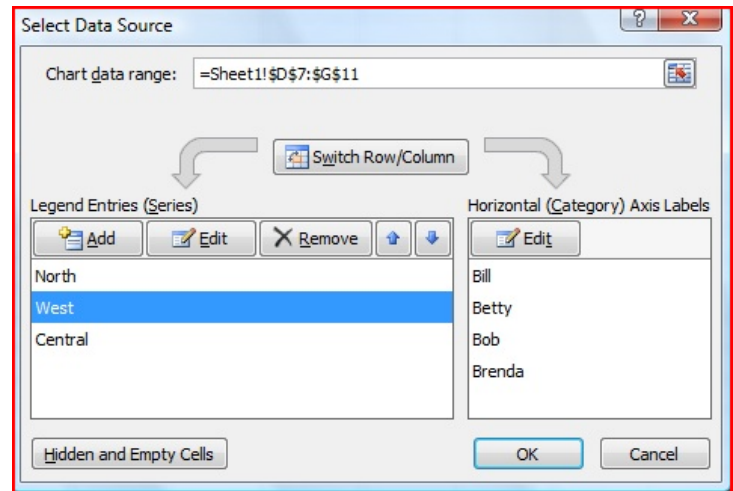 Select Data Source
Chart data range: =Sheet1!$D$7:$G$11
Switch Row/Column
Legend Entries (Series)
Add Edit Remove
North
West
Central
Horizontal (Category) Axis Labels
Edit
Bill
Betty
Bob
Brenda
Hidden and Empty Cells
OK Cancel